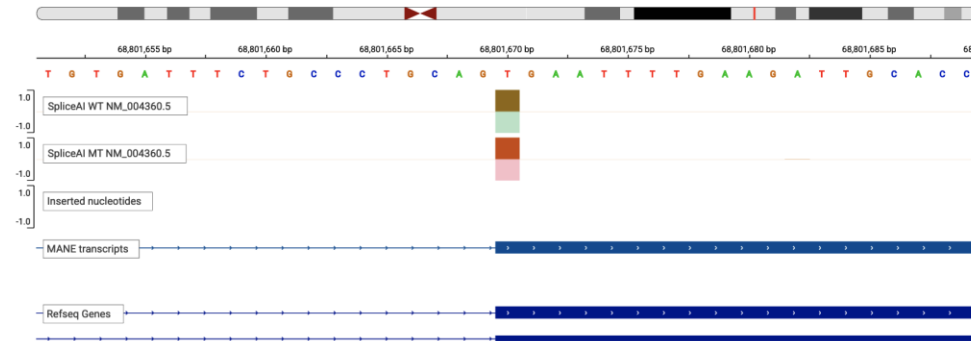 68,801,655 bp 68,801,660 bp 68,801,665 bp 68,801,670 bp 68,801,675 bp 68,801,680 bp 68,801,685 bp 68
T G T G A T T T C T G C C C T G C A G T G A A T T T T G A A G A T T G C A C C
1.0
SpliceAI WT NM_004360.5
-1.0
1.0
SpliceAI MT NM_004360.5
-1.0
1.0
Inserted nucleotides
-1.0
MANE transcripts
Refseq Genes